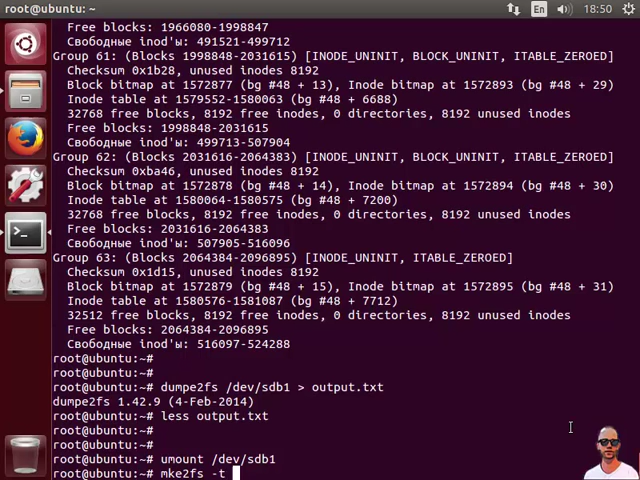 root@ubuntu: ~
En
18:50
Free blocks: 1966080-1998847
Свободные inod'ы: 491521-499712
Group 61: (Blocks 1998848-2031615) [INODE_UNINIT, BLOCK_UNINIT, ITABLE_ZEROED]
Checksum 0x1b28, unused inodes 8192
Block bitmap at 1572877 (bg #48 + 13), Inode bitmap at 1572893 (bg #48 + 29)
Inode table at 1579552-1580063 (bg #48 + 6688)
32768 free blocks, 8192 free inodes, 0 directories, 8192 unused inodes
Free blocks: 1998848-2031615
Свободные inod'ы: 499713-507904
Group 62: (Blocks 2031616-2064383) [INODE_UNINIT, BLOCK_UNINIT, ITABLE_ZEROED]
Checksum 0xba46, unused inodes 8192
Block bitmap at 1572878 (bg #48 + 14), Inode bitmap at 1572894 (bg #48 + 30)
Inode table at 1580064-1580575 (bg #48 + 7200)
32768 free blocks, 8192 free inodes, 0 directories, 8192 unused inodes
Free blocks: 2031616-2064383
Свободные inod'ы: 507905-516096
Group 63: (Blocks 2064384-2096895) [INODE_UNINIT, ITABLE_ZEROED]
Checksum 0x1d15, unused inodes 8192
Block bitmap at 1572879 (bg #48 + 15), Inode bitmap at 1572895 (bg #48 + 31)
Inode table at 1580576-1581087 (bg #48 + 7712)
32512 free blocks, 8192 free inodes, 0 directories, 8192 unused inodes
Free blocks: 2064384-2096895
Свободные inod'ы: 516097-524288
root@ubuntu:~#
root@ubuntu:~#
root@ubuntu:~# dumpe2fs /dev/sdb1 > output.txt
dumpe2fs 1.42.9 (4-Feb-2014)
root@ubuntu:~# less output.txt
root@ubuntu:~#
root@ubuntu:~#
root@ubuntu:~# umount /dev/sdb1
root@ubuntu:~# mke2fs -t